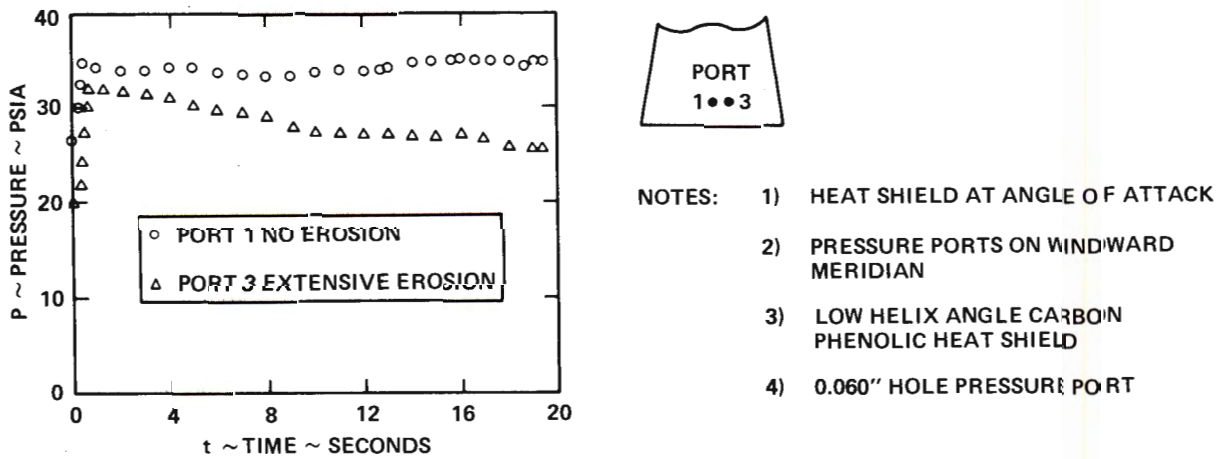 40
30
20
10
0
P ~ PRESSURE ~ PSIA
○ PORT 1 NO EROSION
△ PORT 3 EXTENSIVE EROSION
0 4 8 12 16 20
t ~ TIME ~ SECONDS
PORT
1●●3
NOTES: 1) HEAT SHIELD AT ANGLE OF ATTACK
2) PRESSURE PORTS ON WINDWARD
MERIDIAN
3) LOW HELIX ANGLE CARBON
PHENOLIC HEAT SHIELD
4) 0.060" HOLE PRESSURE PORT